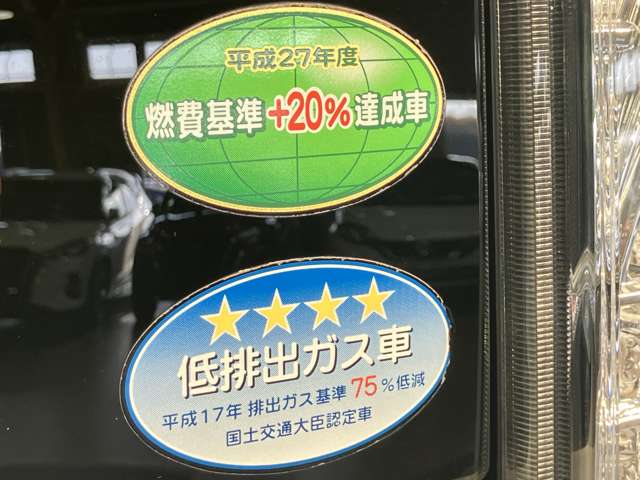 平成27年度
燃費基準+20%達成車
低排出ガス車
平成17年 排出ガス基準75%低減
国土交通大臣認定車